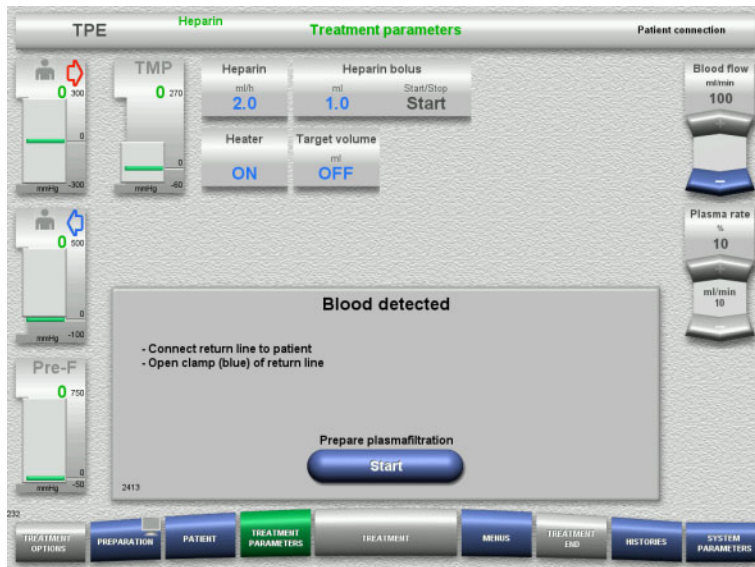 TPE
Heparin
Treatment parameters
Patient connection
0
300
0
-300
mmHg
TMP
0
270
0
-60
mmHg
Heparin
ml/h
2.0
Heparin bolus
ml
1.0
Start/Stop
Start
Heater
ON
Target volume
ml
OFF
Blood flow
ml/min
100
+
−
0
500
0
-100
mmHg
Plasma rate
%
10
+
ml/min
10
−
Pre-F
0
750
0
-50
mmHg
Blood detected
- Connect return line to patient
- Open clamp (blue) of return line
Prepare plasmafiltration
Start
2413
232
TREATMENT
OPTIONS
PREPARATION
PATIENT
TREATMENT
PARAMETERS
TREATMENT
MENUS
TREATMENT
END
HISTORIES
SYSTEM
PARAMETERS